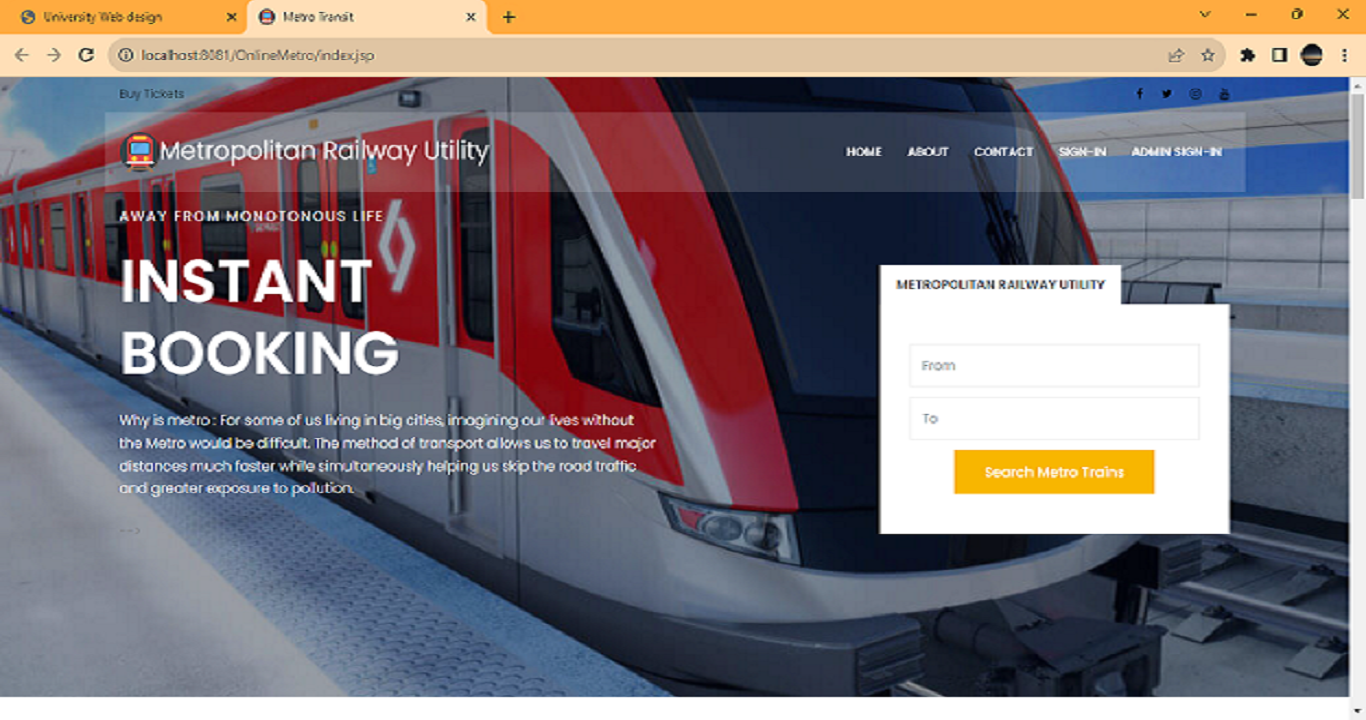 University Web design
Metro Transit
localhost:8081/OnlineMetro/index.jsp
Buy Tickets
Metropolitan Railway Utility
HOME ABOUT CONTACT SIGN-IN ADMIN SIGN-IN
AWAY FROM MONOTONOUS LIFE
INSTANT
BOOKING
Why is metro : For some of us living in big cities, imagining our lives without
the Metro would be difficult. The method of transport allows us to travel major
distances much faster while simultaneously helping us skip the road traffic
and greater exposure to pollution.
-->
METROPOLITAN RAILWAY UTILITY
From
To
Search Metro Trains